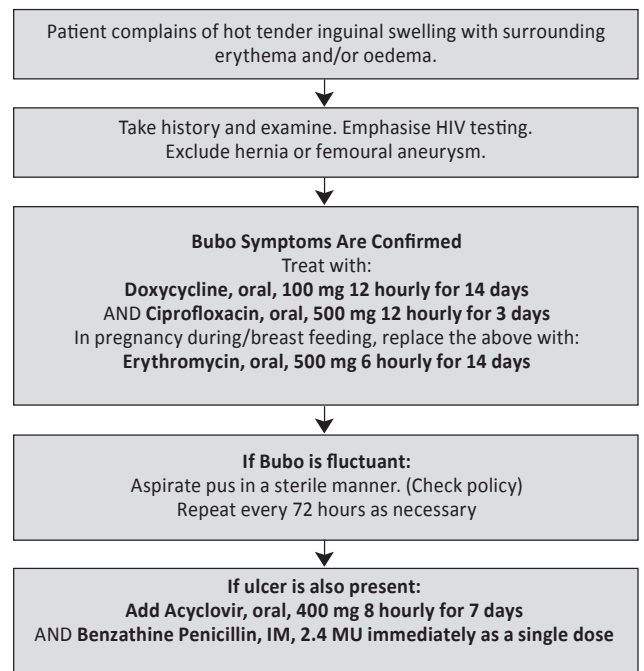 Patient complains of hot tender inguinal swelling with surrounding
erythema and/or oedema.
Take history and examine. Emphasise HIV testing.
Exclude hernia or femoural aneurysm.
Bubo Symptoms Are Confirmed
Treat with:
Doxycycline, oral, 100 mg 12 hourly for 14 days
AND Ciprofloxacin, oral, 500 mg 12 hourly for 3 days
In pregnancy during/breast feeding, replace the above with:
Erythromycin, oral, 500 mg 6 hourly for 14 days
If Bubo is fluctuant:
Aspirate pus in a sterile manner. (Check policy)
Repeat every 72 hours as necessary
If ulcer is also present:
Add Acyclovir, oral, 400 mg 8 hourly for 7 days
AND Benzathine Penicillin, IM, 2.4 MU immediately as a single dose